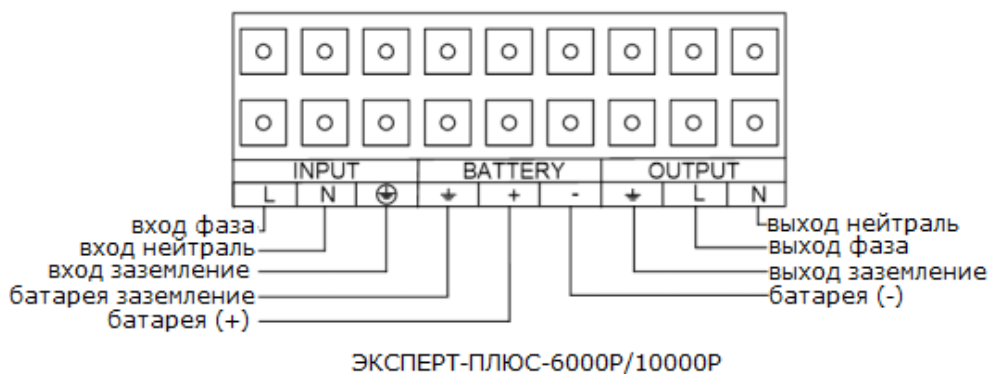 INPUT BATTERY OUTPUT
L N ⏚ + - ⏚ L N
вход фаза
выход нейтраль
вход нейтраль
выход фаза
вход заземление
выход заземление
батарея заземление
батарея (-)
батарея (+)
ЭКСПЕРТ-ПЛЮС-6000Р/10000Р